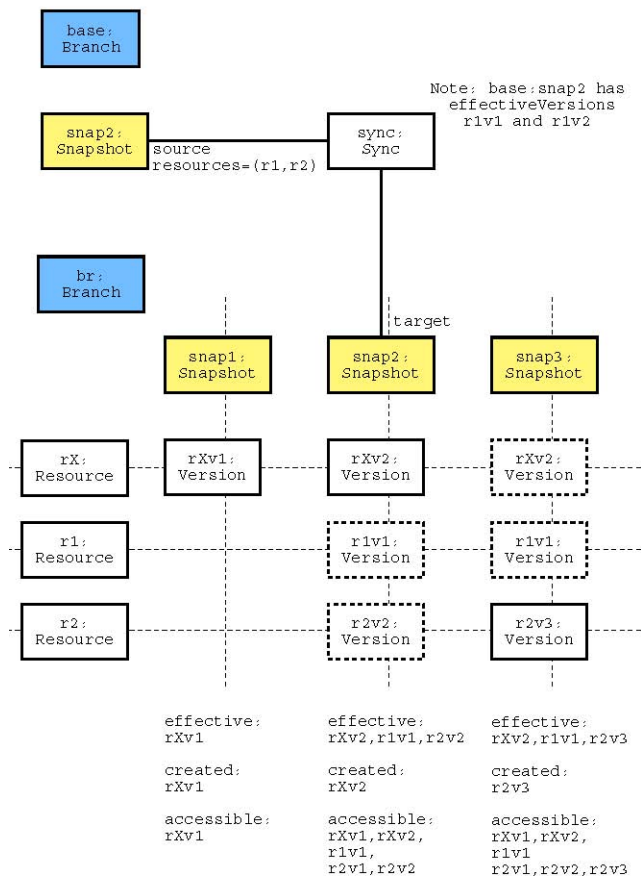 base:
Branch
Note: base:snap2 has
effectiveVersions
r1v1 and r1v2
snap2:
Snapshot
source
resources=(r1,r2)
sync:
Sync
br:
Branch
target
snap1:
Snapshot
snap2:
Snapshot
snap3:
Snapshot
rX:
Resource
rXv1:
Version
rXv2:
Version
rXv2:
Version
r1:
Resource
r1v1:
Version
r1v1:
Version
r2:
Resource
r2v2:
Version
r2v3:
Version
effective:
rXv1
effective:
rXv2,r1v1,r2v2
effective:
rXv2,r1v1,r2v3
created:
rXv1
created:
rXv2
created:
r2v3
accessible:
rXv1
accessible:
rXv1,rXv2,
r1v1,
r2v1,r2v2
accessible:
rXv1,rXv2,
r1v1
r2v1,r2v2,r2v3